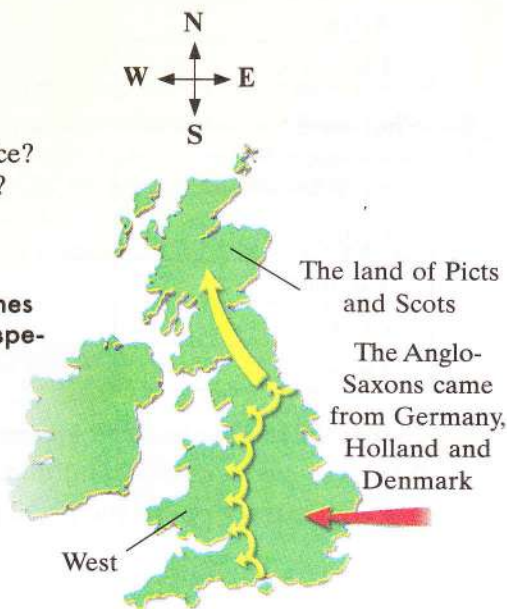 N
W E
S
ce?
?
nes
spe-
The land of Picts
and Scots
The Anglo-
Saxons came
from Germany,
Holland and
Denmark
West